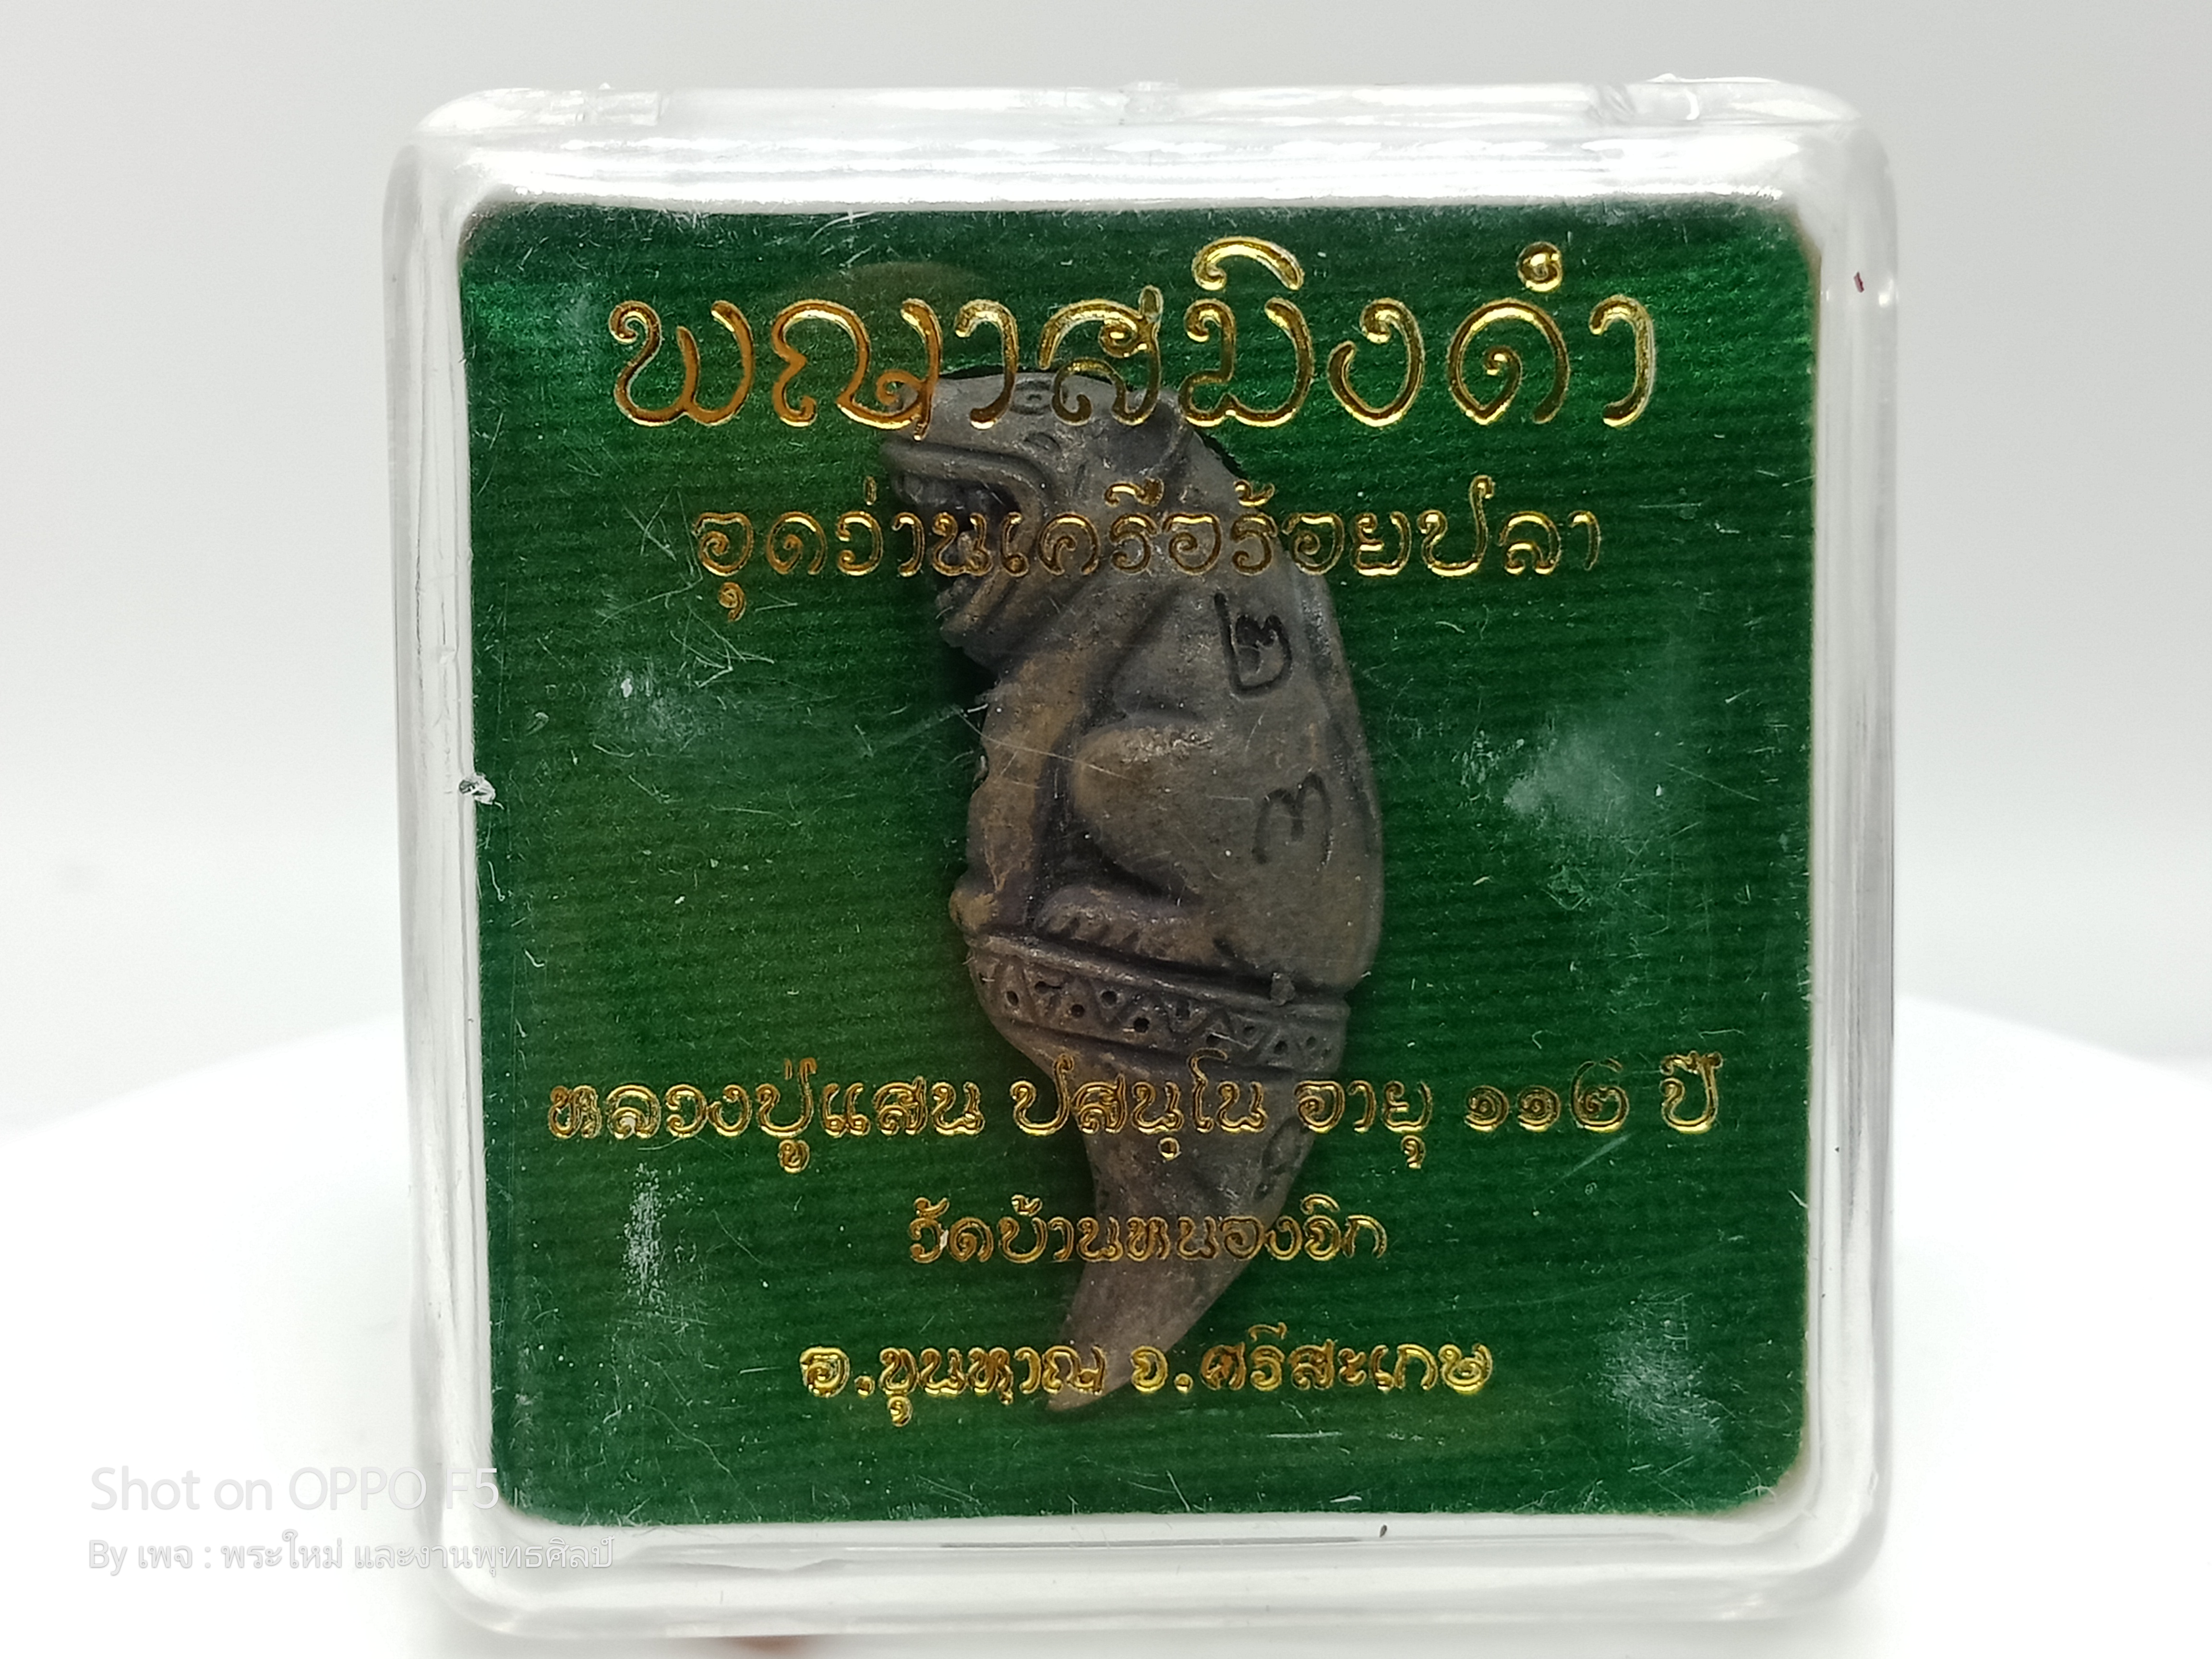 พญาสมิงดำ
อุดว่านเครือร้อยปลา
๒
๓
หลวงปู่แสน ปสนฺโน อายุ ๑๑๒ ปี
วัดบ้านหนองจิก
อ.ขุนหาญ จ.ศรีสะเกษ
Shot on OPPO F5
By เพจ : พระใหม่ และงานพุทธศิลป์